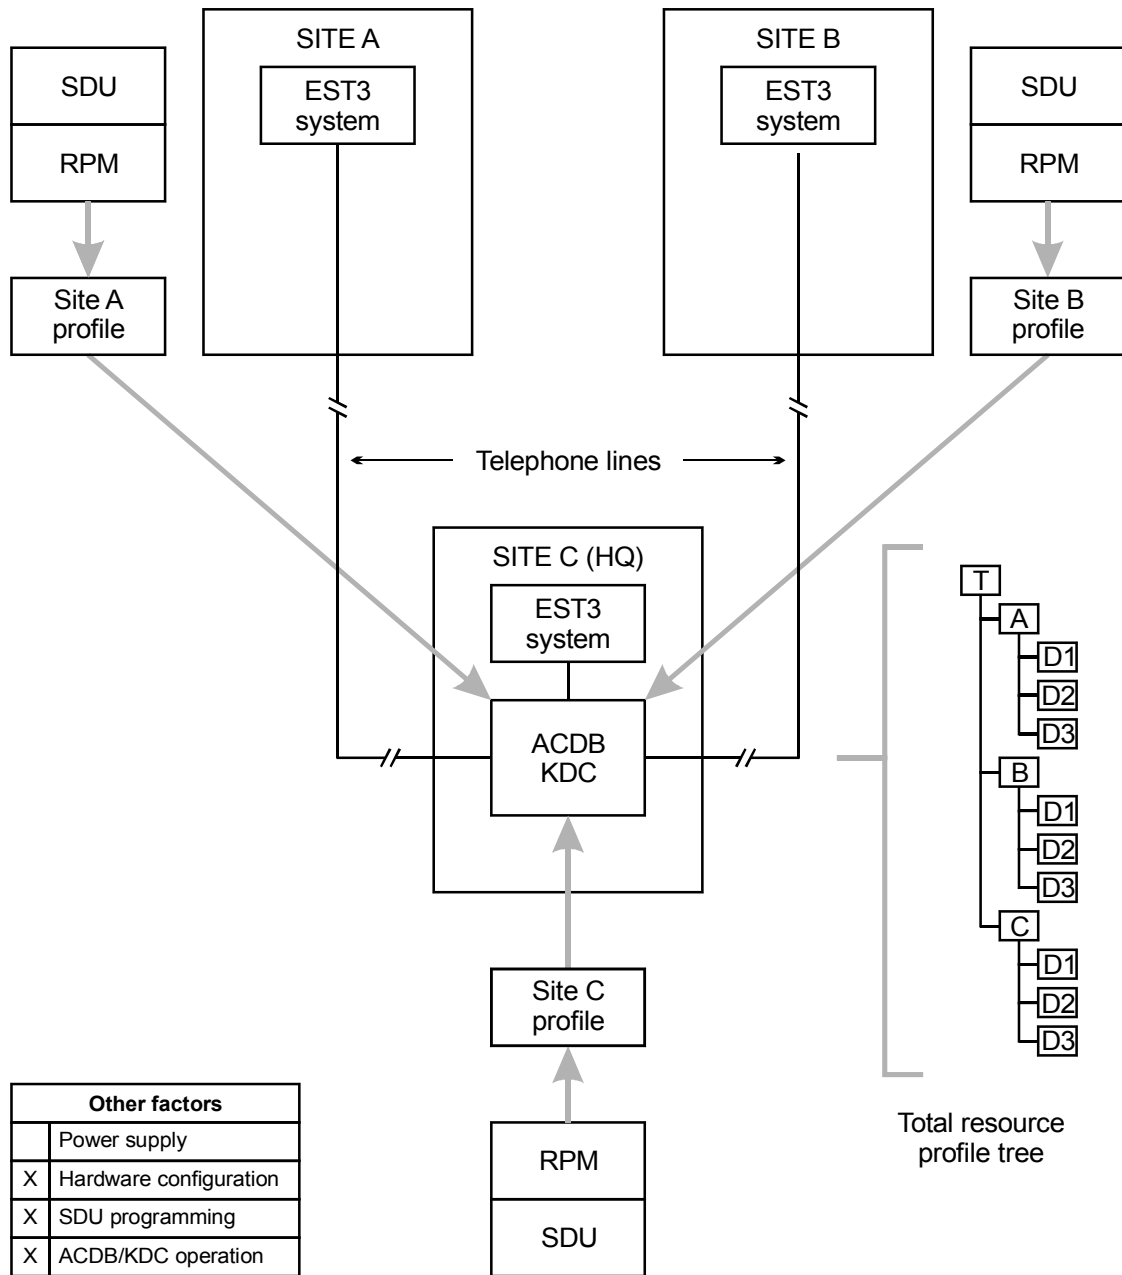 SITE A
SITE B
SDU
RPM
EST3
system
EST3
system
SDU
RPM
Site A
profile
Site B
profile
Telephone lines
SITE C (HQ)
EST3
system
ACDB
KDC
T
A
D1
D2
D3
B
D1
D2
D3
C
D1
D2
D3
Site C
profile
RPM
SDU
Total resource
profile tree
Other factors
Power supply
X Hardware configuration
X SDU programming
X ACDB/KDC operation